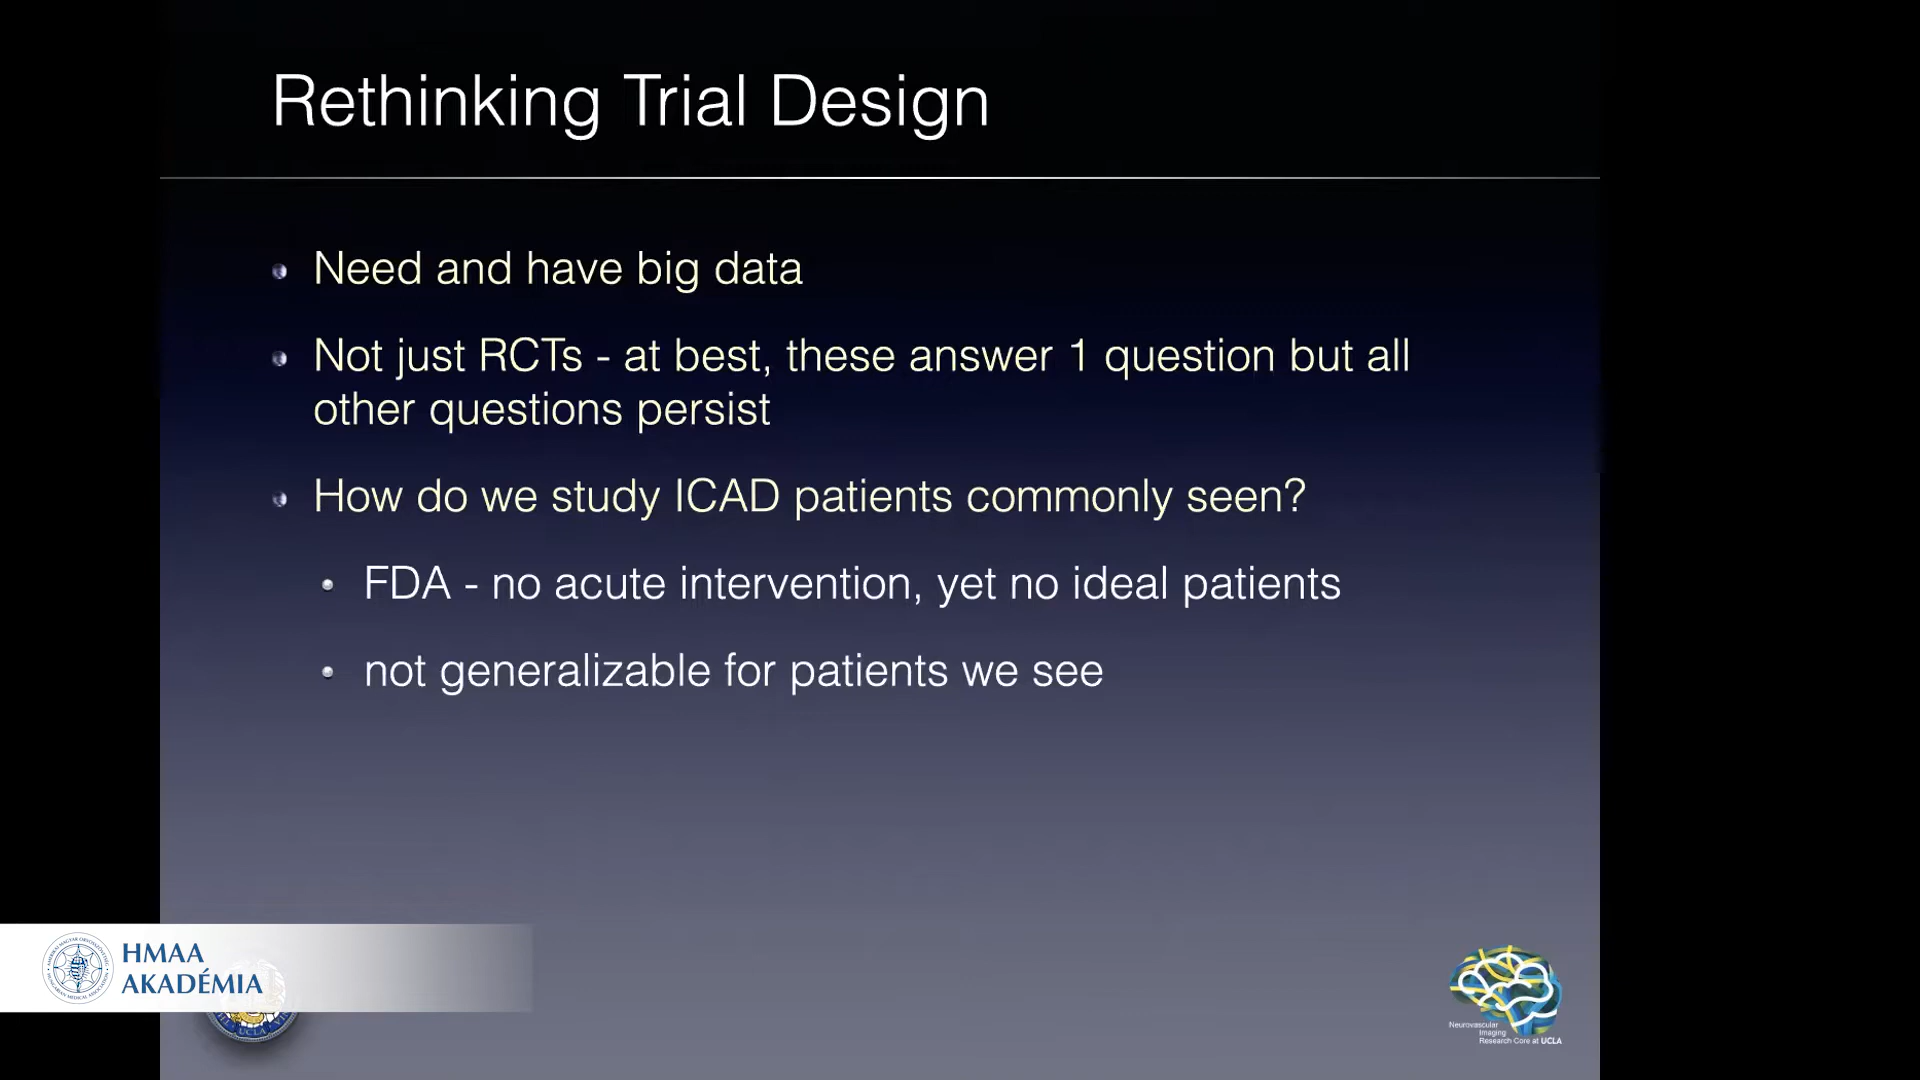 Rethinking Trial Design
Need and have big data
Not just RCTs - at best, these answer 1 question but all
other questions persist
How do we study ICAD patients commonly seen?
FDA - no acute intervention, yet no ideal patients
not generalizable for patients we see
HMAA
AKADÉMIA
UCLA
Neurovascular
Imaging
Research Core at UCLA